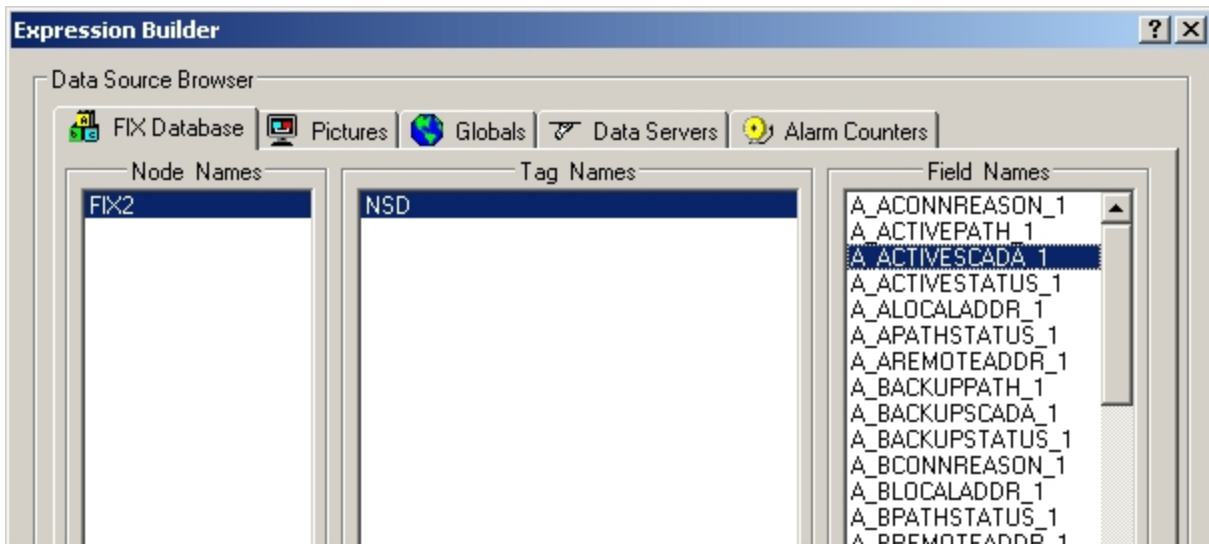 Expression Builder
Data Source Browser
FIX Database
Pictures
Globals
Data Servers
Alarm Counters
Node Names
Tag Names
Field Names
FIX2
NSD
A_ACONNREASON_1
A_ACTIVEPATH_1
A_ACTIVESCADA_1
A_ACTIVESTATUS_1
A_ALOCALADDR_1
A_APATHSTATUS_1
A_AREMOTEADDR_1
A_BACKUPPATH_1
A_BACKUPSCADA_1
A_BACKUPSTATUS_1
A_BCONNREASON_1
A_BLOCALADDR_1
A_BPATHSTATUS_1
A_BREMOTEADDR_1